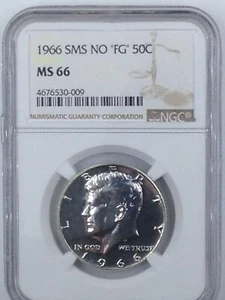 1966 SMS NO "FG" 50C
MS 66
4676530-009
NUMISMATIC GUARANTY CORPORATION
NGC
LIBERTY
IN GOD WE TRUST
1966